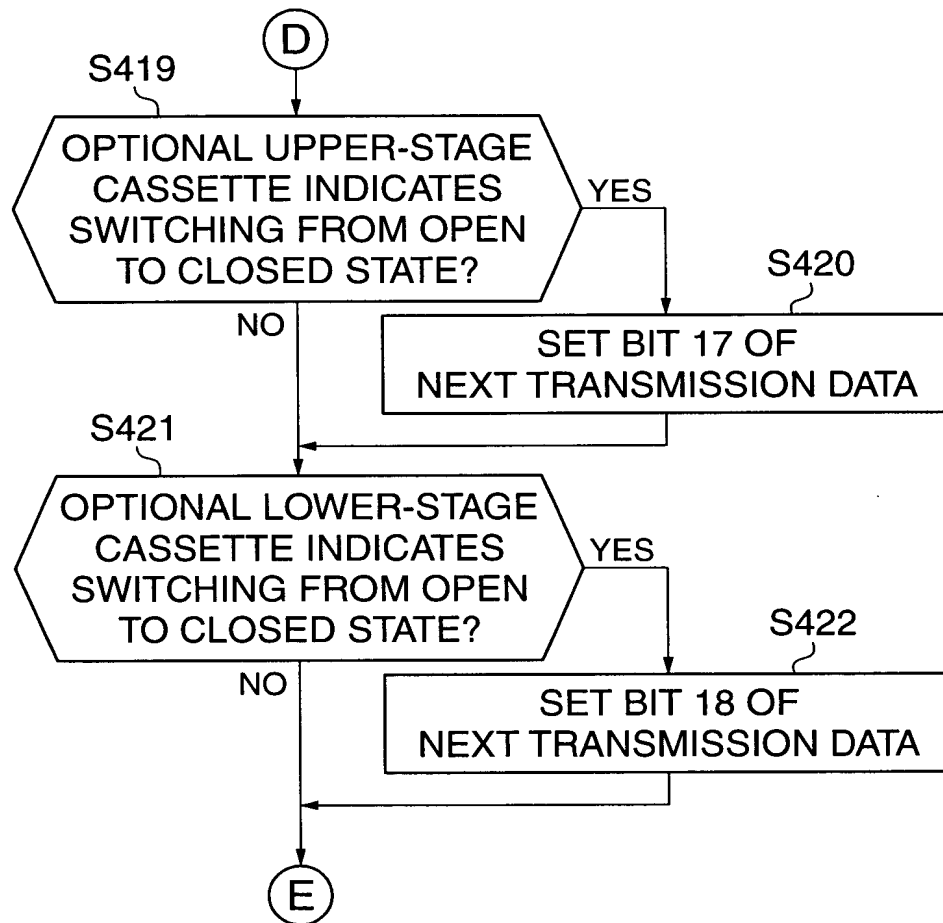 D
S419
OPTIONAL UPPER-STAGE
CASSETTE INDICATES
SWITCHING FROM OPEN
TO CLOSED STATE?
YES
NO
S420
SET BIT 17 OF
NEXT TRANSMISSION DATA
S421
OPTIONAL LOWER-STAGE
CASSETTE INDICATES
SWITCHING FROM OPEN
TO CLOSED STATE?
YES
NO
S422
SET BIT 18 OF
NEXT TRANSMISSION DATA
E